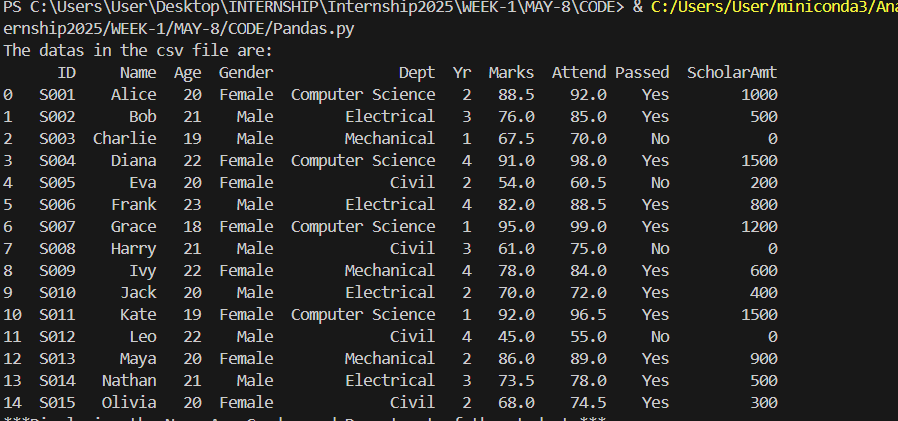 PS C:\Users\User\Desktop\INTERNSHIP\Internship2025\WEEK-1\MAY-8\CODE> & C:/Users/User/miniconda3/Ana
ernship2025/WEEK-1/MAY-8/CODE/Pandas.py
The datas in the csv file are:
ID Name Age Gender Dept Yr Marks Attend Passed ScholarAmt
0 S001 Alice 20 Female Computer Science 2 88.5 92.0 Yes 1000
1 S002 Bob 21 Male Electrical 3 76.0 85.0 Yes 500
2 S003 Charlie 19 Male Mechanical 1 67.5 70.0 No 0
3 S004 Diana 22 Female Computer Science 4 91.0 98.0 Yes 1500
4 S005 Eva 20 Female Civil 2 54.0 60.5 No 200
5 S006 Frank 23 Male Electrical 4 82.0 88.5 Yes 800
6 S007 Grace 18 Female Computer Science 1 95.0 99.0 Yes 1200
7 S008 Harry 21 Male Civil 3 61.0 75.0 No 0
8 S009 Ivy 22 Female Mechanical 4 78.0 84.0 Yes 600
9 S010 Jack 20 Male Electrical 2 70.0 72.0 Yes 400
10 S011 Kate 19 Female Computer Science 1 92.0 96.5 Yes 1500
11 S012 Leo 22 Male Civil 4 45.0 55.0 No 0
12 S013 Maya 20 Female Mechanical 2 86.0 89.0 Yes 900
13 S014 Nathan 21 Male Electrical 3 73.5 78.0 Yes 500
14 S015 Olivia 20 Female Civil 2 68.0 74.5 Yes 300